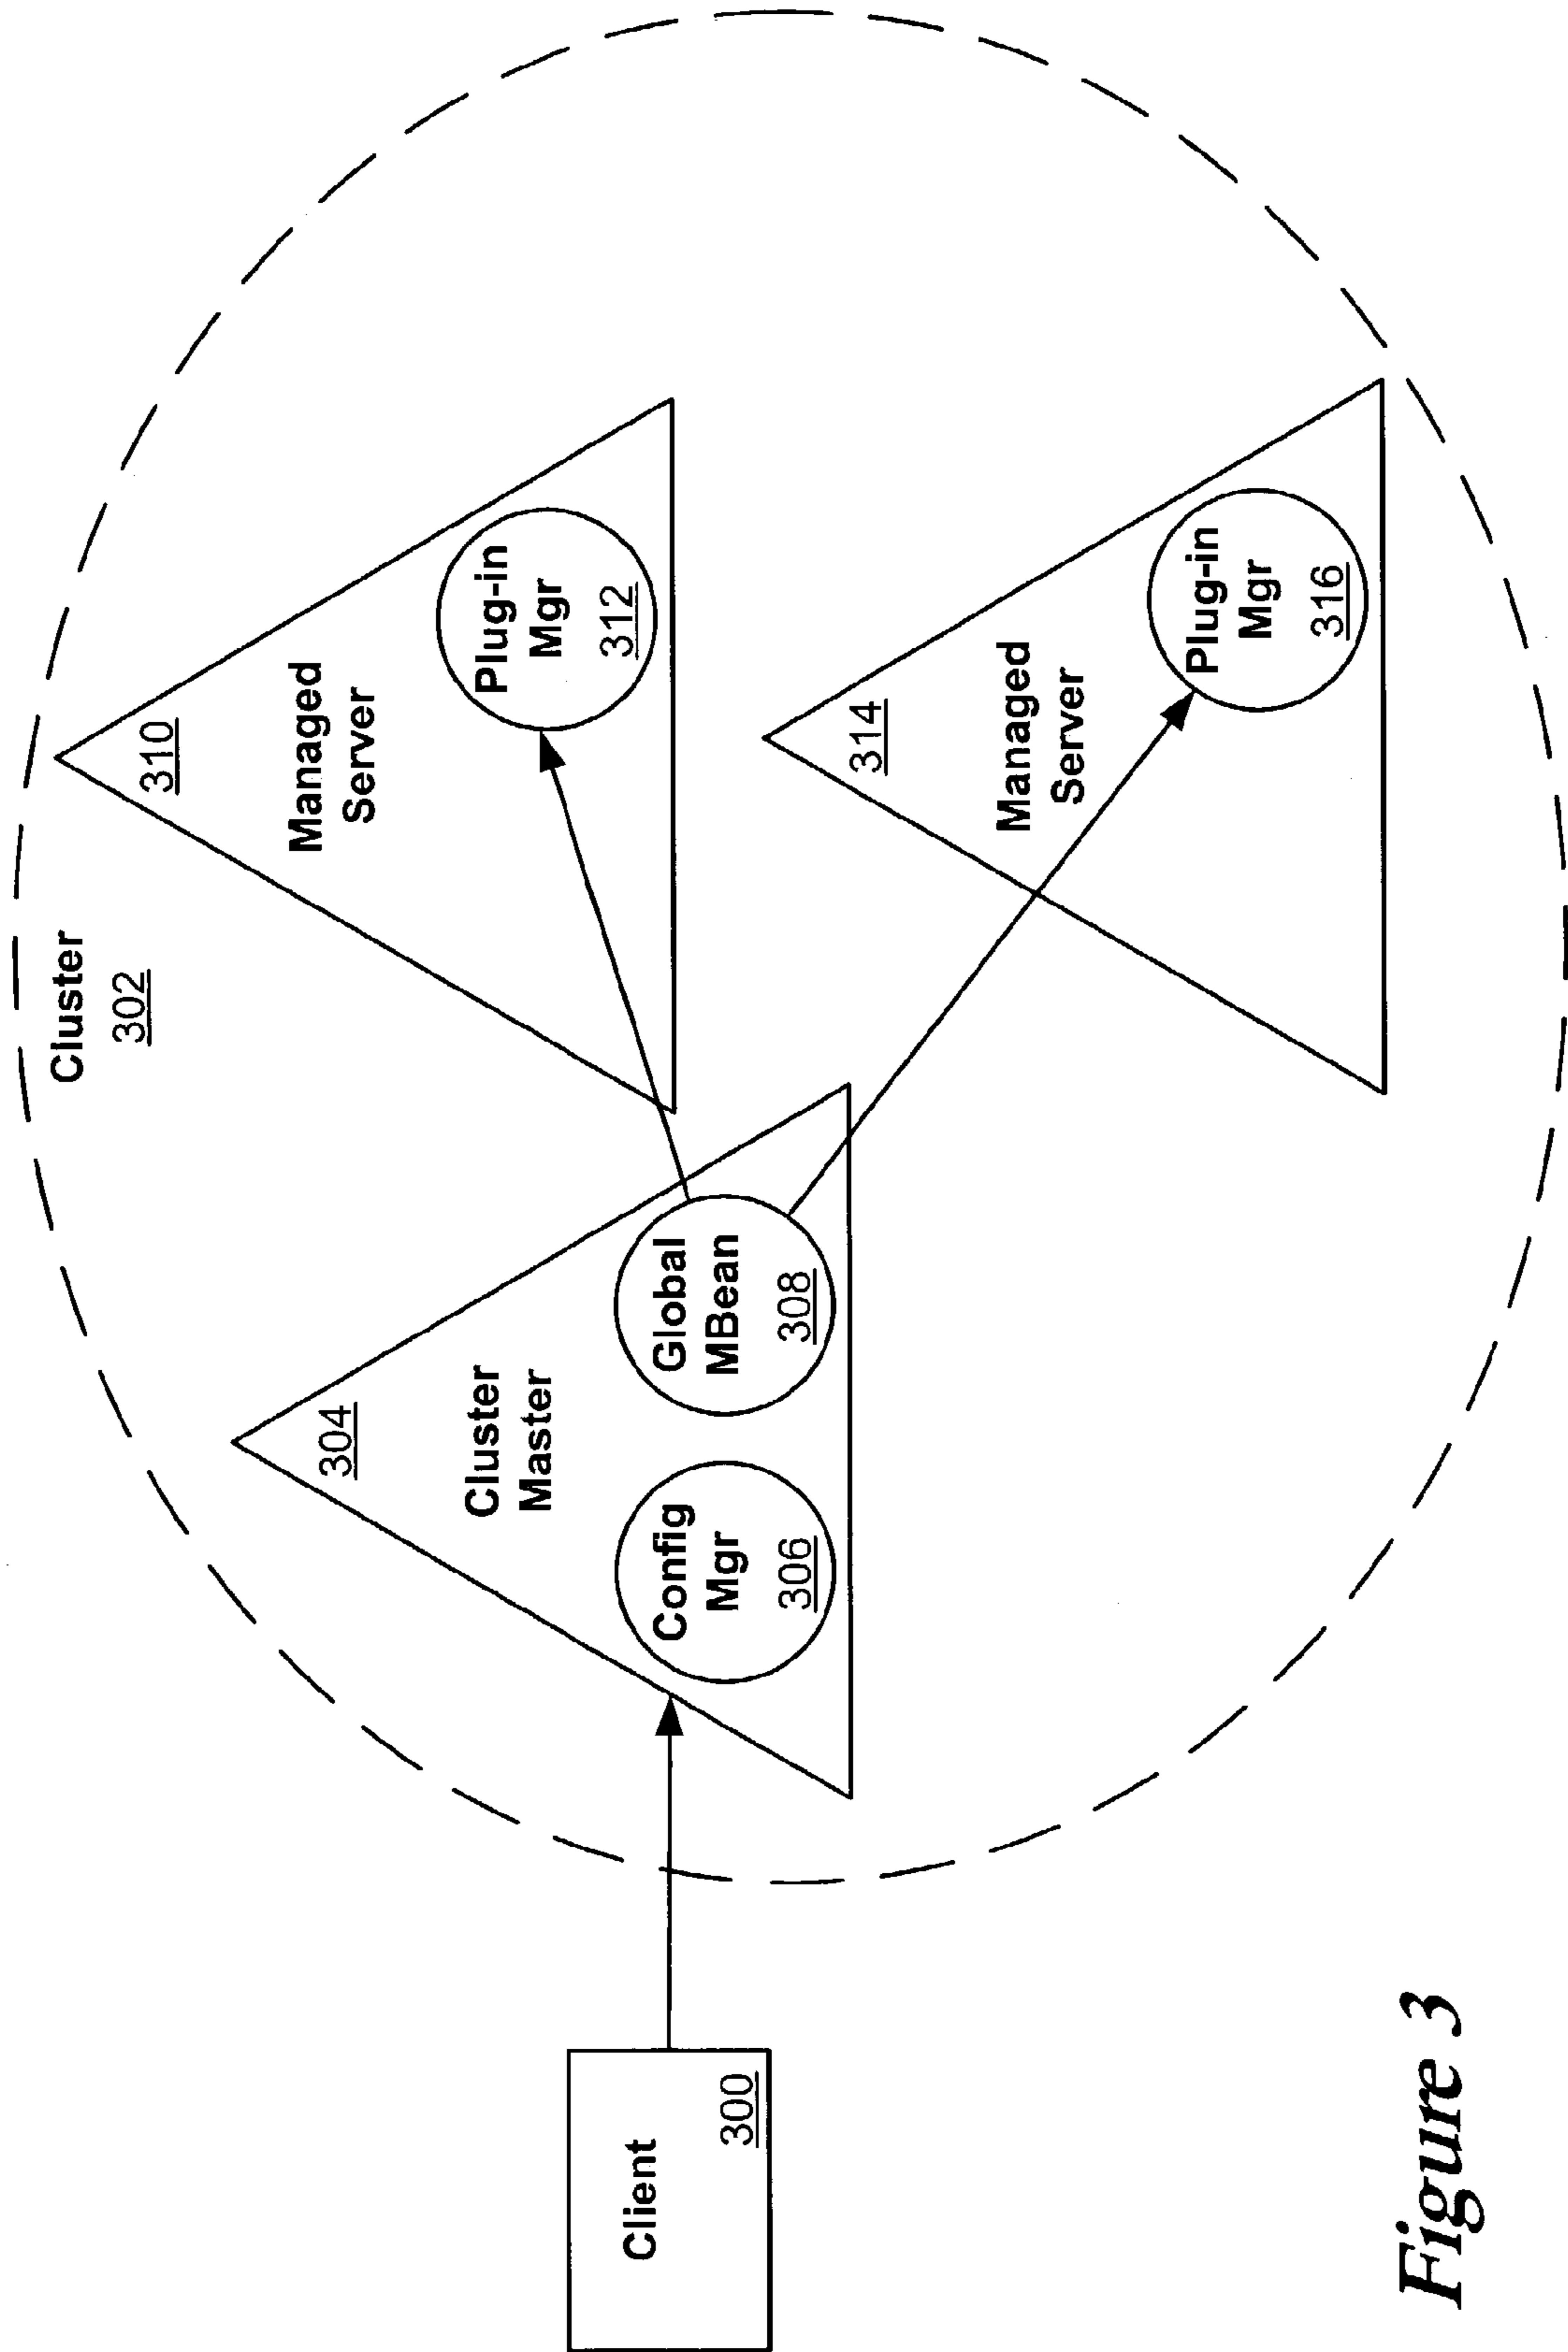 Cluster
302
310
Managed
Server
Plug-in
Mgr
312
304
Cluster
Master
Config
Mgr
306
Global
MBean
308
314
Managed
Server
Plug-in
Mgr
316
Client
300
Figure 3